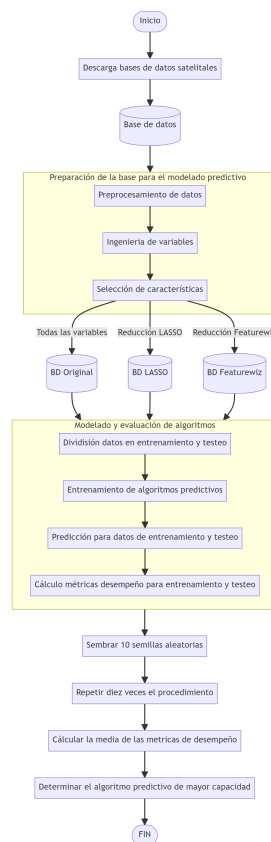 Inicio
Descarga bases de datos satelitales
Base de datos
Preparación de la base para el modelado predictivo
Preprocesamiento de datos
Ingenieria de variables
Selección de características
Todas las variables
Reducción LASSO
Reducción Featurewiz
BD Original
BD LASSO
BD Featurewiz
Modelado y evaluación de algoritmos
Dividisión datos en entrenamiento y testeo
Entrenamiento de algoritmos predictivos
Predicción para datos de entrenamiento y testeo
Cálculo métricas desempeño para entrenamiento y testeo
Sembrar 10 semillas aleatorias
Repetir diez veces el procedimiento
Cálcular la media de las metricas de desempeño
Determinar el algoritmo predictivo de mayor capacidad
FIN